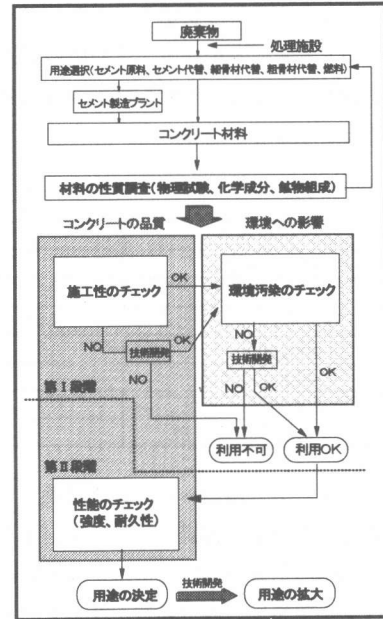 廃棄物
処理施設
用途選択(セメント原料、セメント代替、細骨材代替、粗骨材代替、燃料)
セメント製造プラント
コンクリート材料
材料の性質調査(物理試験、化学成分、鉱物組成)
コンクリートの品質
環境への影響
施工性のチェック
OK
環境汚染のチェック
NO
技術開発
OK
NO
技術開発
OK
NO
NO
OK
第Ⅰ段階
利用不可
利用OK
第Ⅱ段階
性能のチェック
(強度、耐久性)
用途の決定
技術開発
用途の拡大